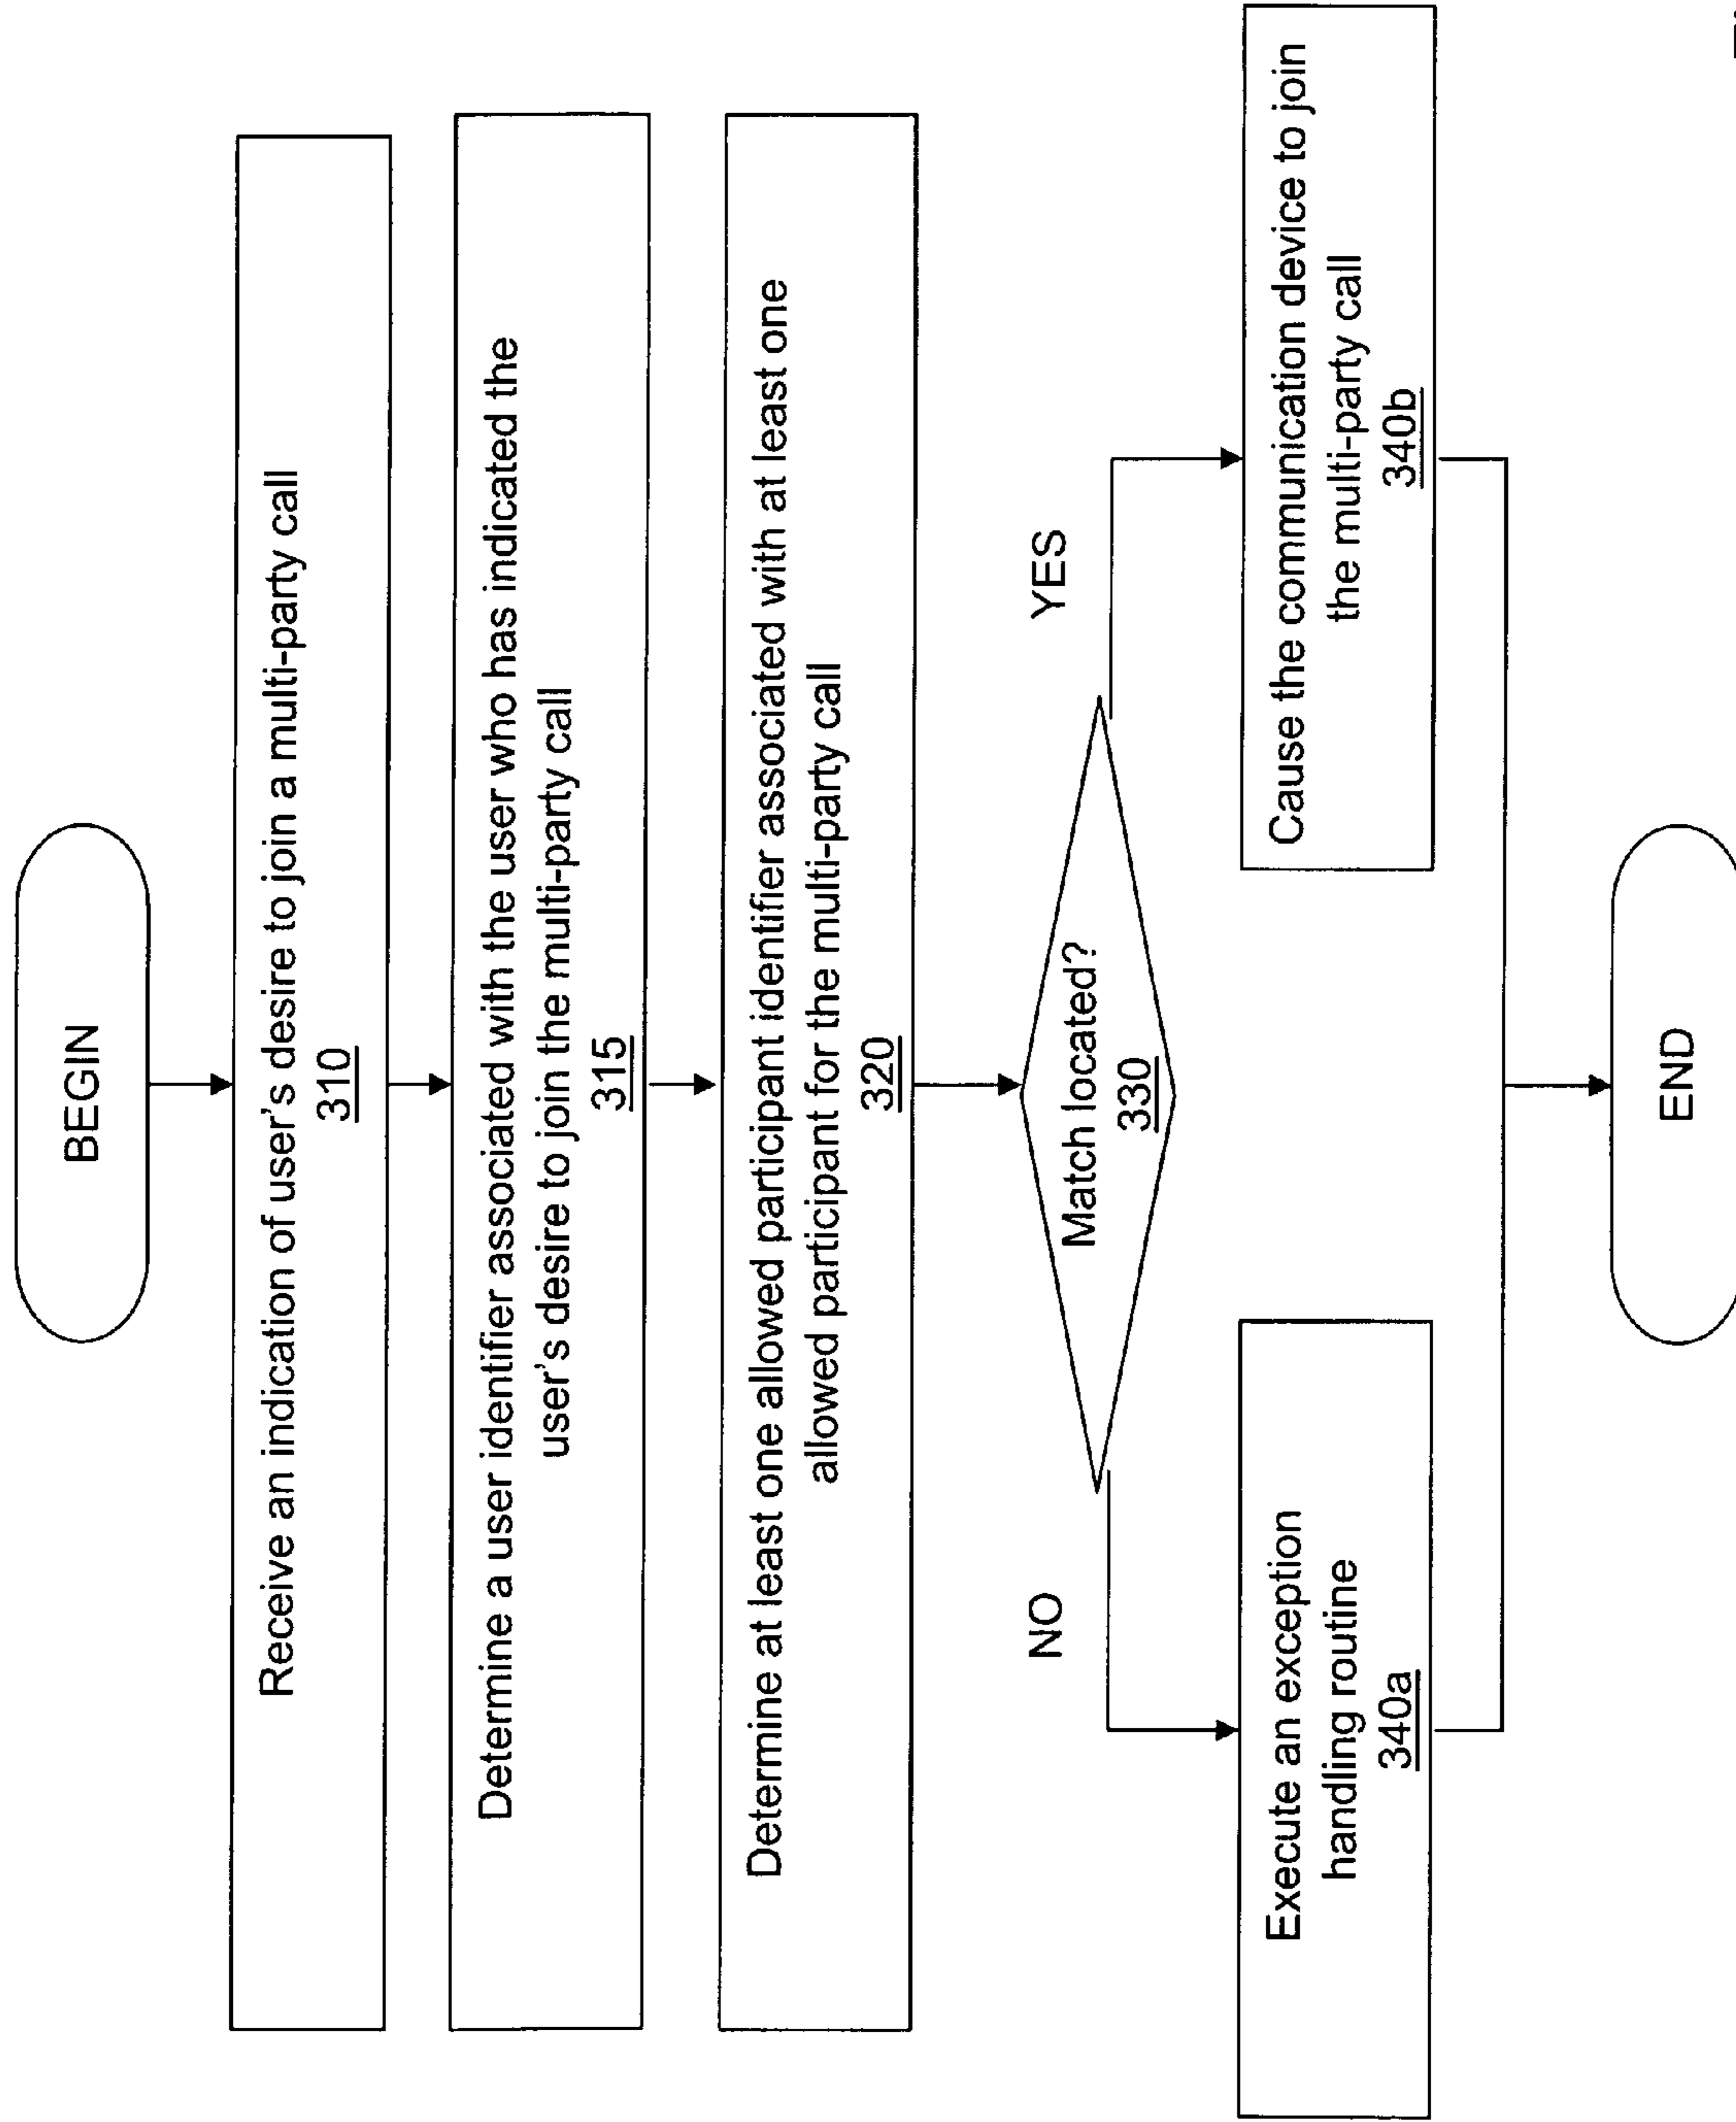 BEGIN
Receive an indication of user's desire to join a multi-party call
310
Determine a user identifier associated with the user who has indicated the
user's desire to join the multi-party call
315
Determine at least one allowed participant identifier associated with at least one
allowed participant for the multi-party call
320
Match located?
330
NO
YES
Execute an exception
handling routine
340a
Cause the communication device to join
the multi-party call
340b
END